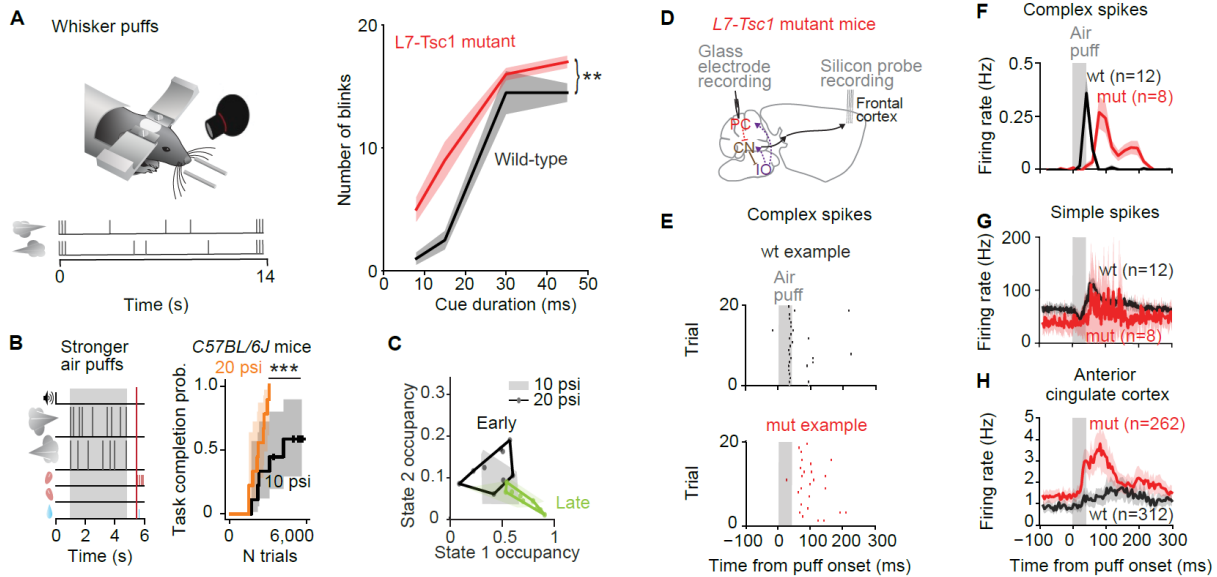 A
Whisker puffs
0
14
Time (s)
L7-Tsc1 mutant
**
Wild-type
Number of blinks
20
10
0
0 10 20 30 40 50
Cue duration (ms)
B
Stronger
air puffs
0 2 4 6
Time (s)
C57BL/6J mice
20 psi
***
10 psi
Task completion prob.
1.0
0.5
0
0
6,000
N trials
C
10 psi
20 psi
Early
Late
State 2 occupancy
0.3
0.2
0.1
0
0 0.5 1
State 1 occupancy
D
L7-Tsc1 mutant mice
Glass
electrode
recording
Silicon probe
recording
Frontal
cortex
PC
CN
IO
E
Complex spikes
wt example
Air
puff
Trial
20
0
mut example
Trial
20
0
−100 0 100 200 300
Time from puff onset (ms)
F
Complex spikes
Air
puff
wt (n=12)
mut (n=8)
Firing rate (Hz)
0.5
0.3
0
G
Simple spikes
wt (n=12)
mut (n=8)
Firing rate (Hz)
200
100
0
H
Anterior
cingulate cortex
mut (n=262)
wt (n=312)
Firing rate (Hz)
5
4
3
2
1
0
−100 0 100 200 300
Time from puff onset (ms)